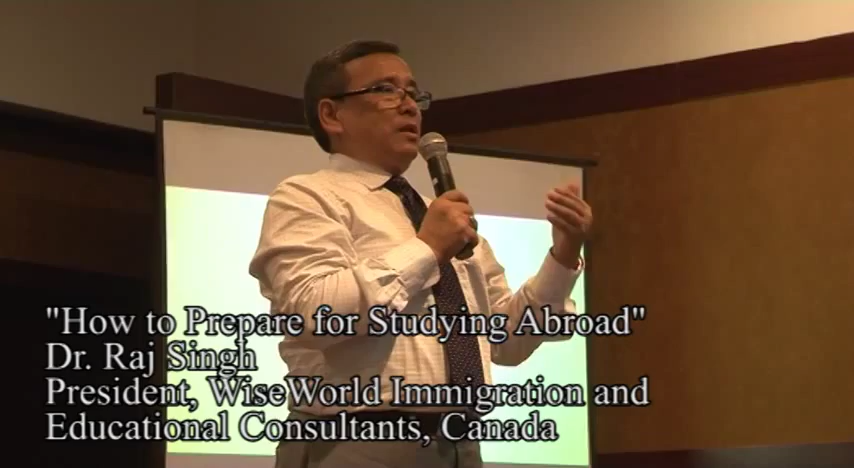 "How to Prepare for Studying Abroad"
Dr. Raj Singh
President, WiseWorld Immigration and
Educational Consultants, Canada